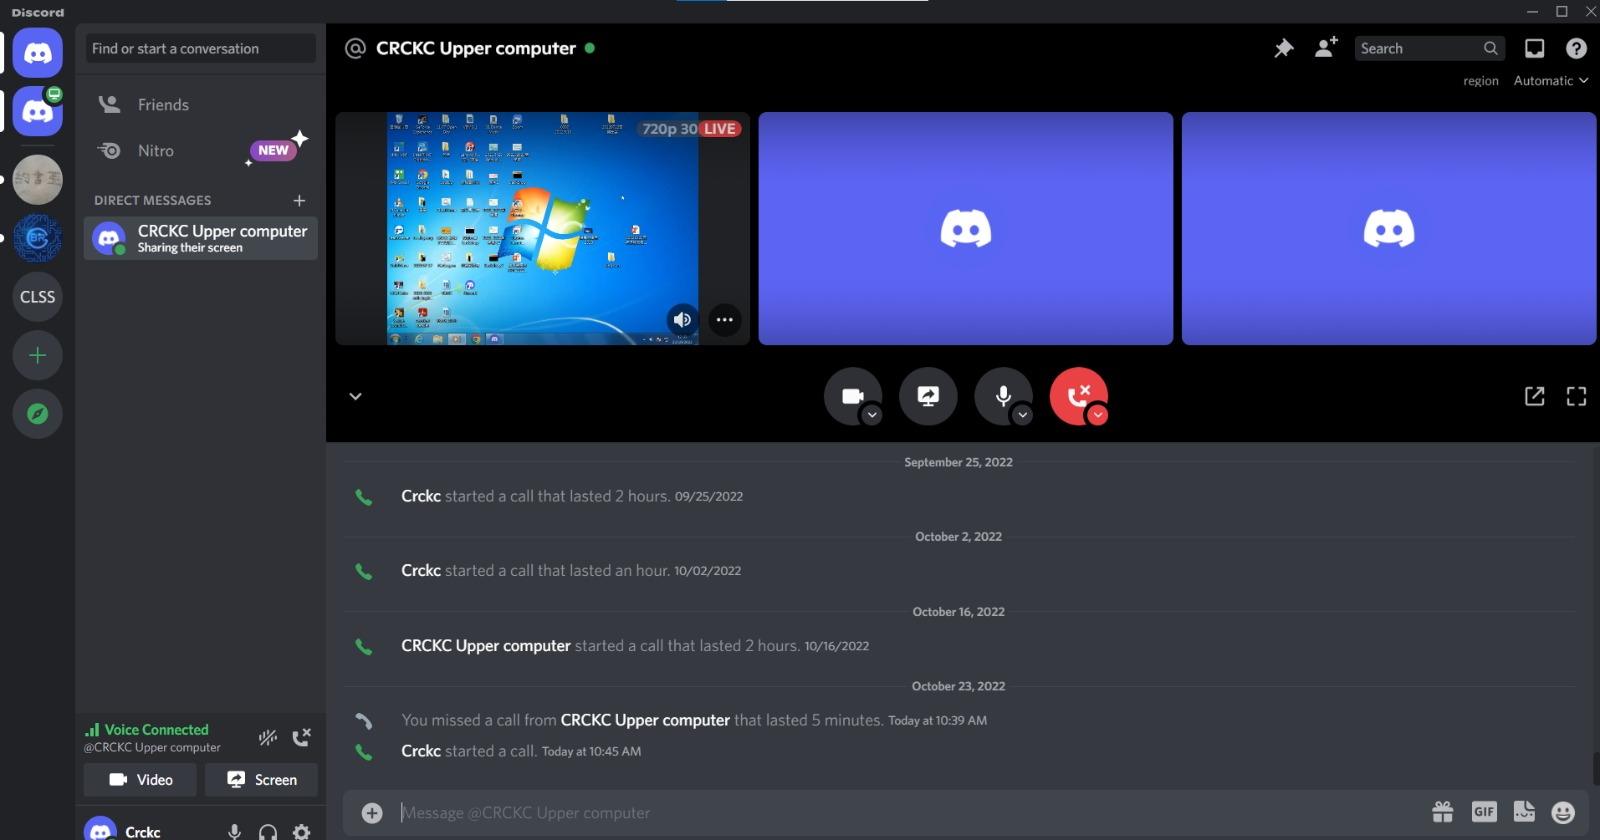 Discord
Find or start a conversation
CRCKC Upper computer
Search
region
Automatic
Friends
Nitro
NEW
DIRECT MESSAGES
CRCKC Upper computer
Sharing their screen
CLSS
720p 30 LIVE
September 25, 2022
Crckc started a call that lasted 2 hours. 09/25/2022
October 2, 2022
Crckc started a call that lasted an hour. 10/02/2022
October 16, 2022
CRCKC Upper computer started a call that lasted 2 hours. 10/16/2022
October 23, 2022
You missed a call from CRCKC Upper computer that lasted 5 minutes. Today at 10:39 AM
Crckc started a call. Today at 10:45 AM
Voice Connected
@CRCKC Upper computer
Video
Screen
Crckc
Message @CRCKC Upper computer
GIF